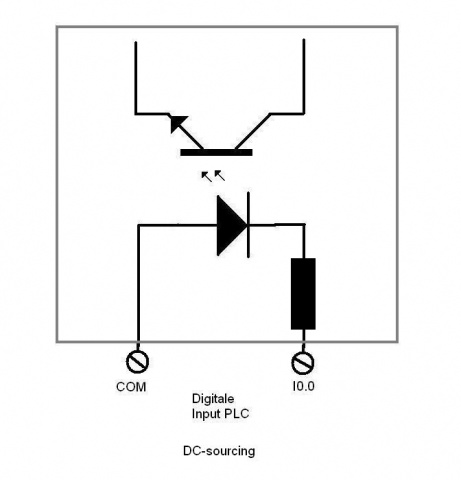 COM
I0.0
Digitale
Input PLC
DC-sourcing